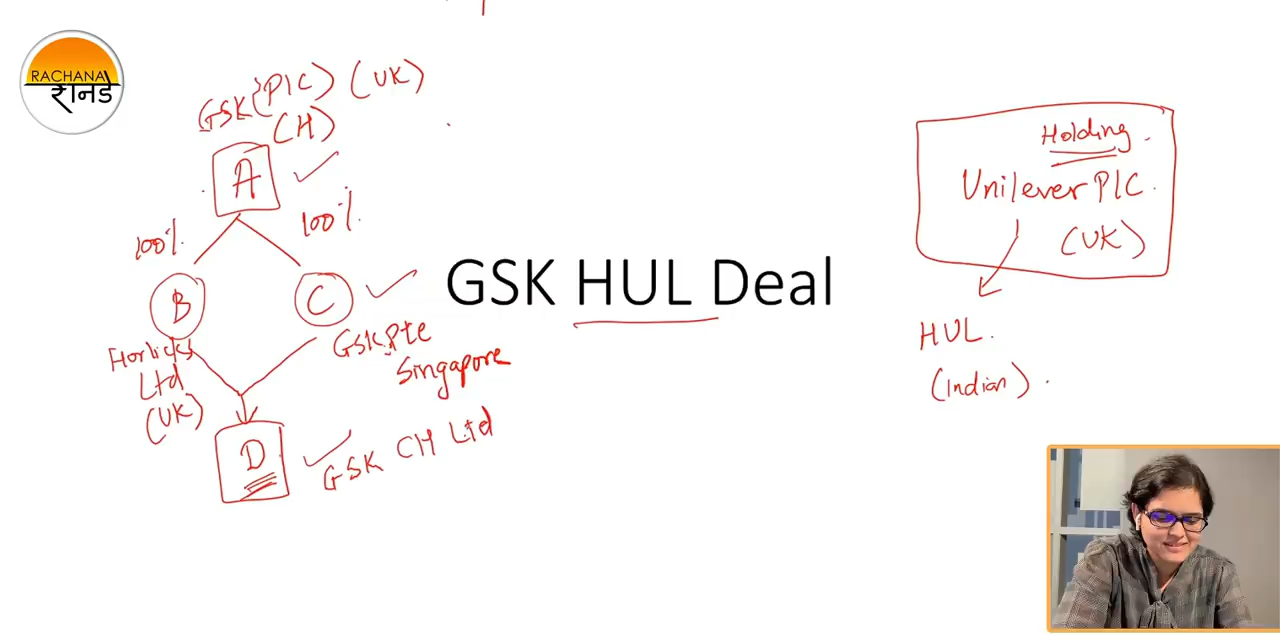 RACHANA
रानडे
GSK (PLC) (UK)
(H)
A
100%
100%
B
C
Horlicks
Ltd
(UK)
GSK Pte
Singapore
D
GSK CH Ltd
GSK HUL Deal
Holding
Unilever PLC
(UK)
HUL
(Indian)